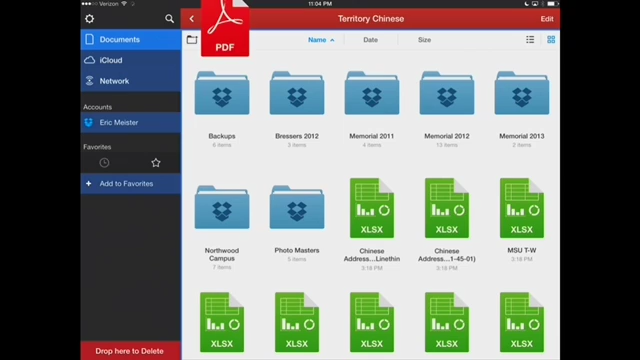 Verizon
11:04 PM
Territory Chinese
Edit
PDF
Documents
iCloud
Network
Accounts
Eric Meister
Favorites
+ Add to Favorites
Drop here to Delete
Name
Date
Size
Backups
6 items
Bressers 2012
3 items
Memorial 2011
4 items
Memorial 2012
13 items
Memorial 2013
2 items
Northwood
Campus
7 items
Photo Masters
5 items
XLSX
Chinese
Address...Linethin
3:18 PM
XLSX
Chinese
Address...1-45-01)
3:18 PM
XLSX
MSU T-W
3:18 PM
XLSX
XLSX
XLSX
XLSX
XLSX